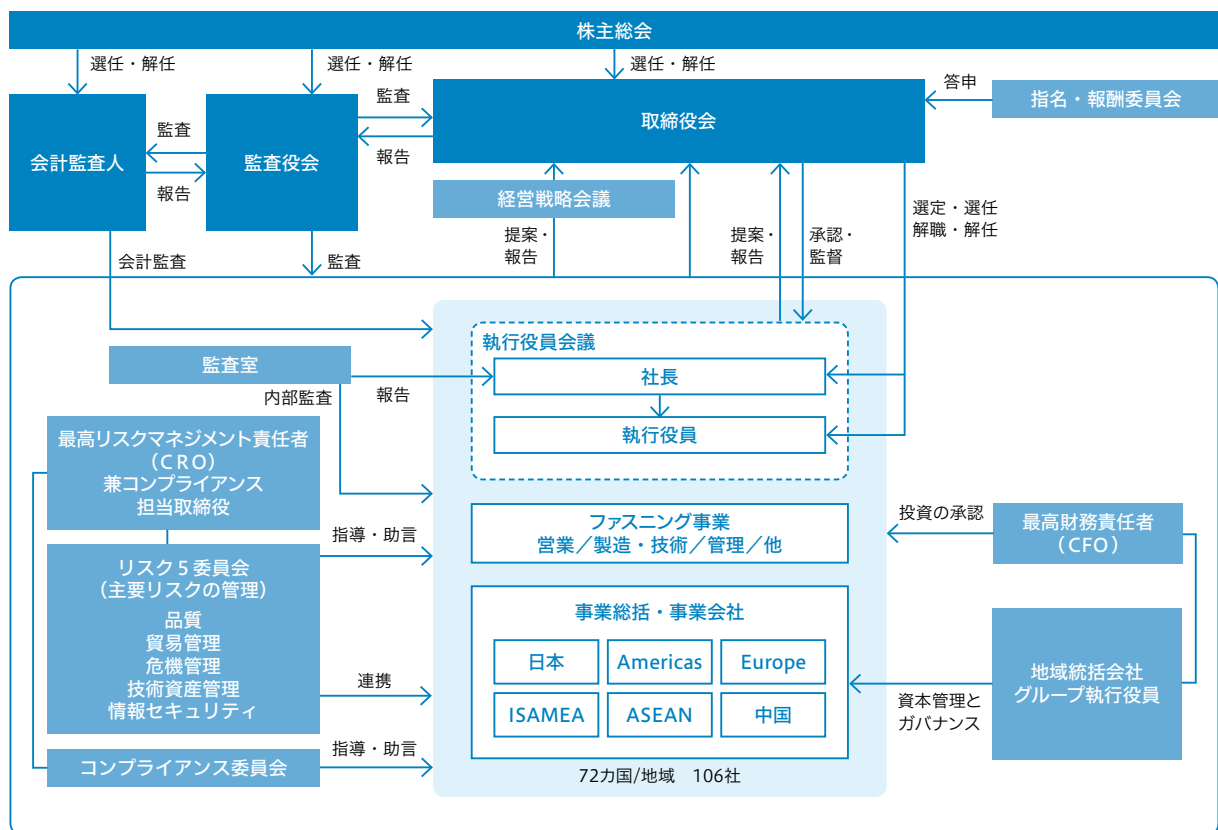 株主総会
選任・解任
選任・解任
選任・解任
会計監査人
監査
報告
監査役会
監査
報告
取締役会
答申
指名・報酬委員会
経営戦略会議
提案・
報告
提案・
報告
承認・
監督
選定・選任
解職・解任
会計監査
監査
監査室
内部監査
報告
執行役員会議
社長
執行役員
最高リスクマネジメント責任者
（CRO）
兼コンプライアンス
担当取締役
指導・助言
リスク5委員会
（主要リスクの管理）
品質
貿易管理
危機管理
技術資産管理
情報セキュリティ
連携
指導・助言
コンプライアンス委員会
ファスニング事業
営業／製造・技術／管理／他
投資の承認
最高財務責任者
（CFO）
事業総括・事業会社
日本
Americas
Europe
ISAMEA
ASEAN
中国
資本管理と
ガバナンス
地域統括会社
グループ執行役員
72カ国/地域　106社